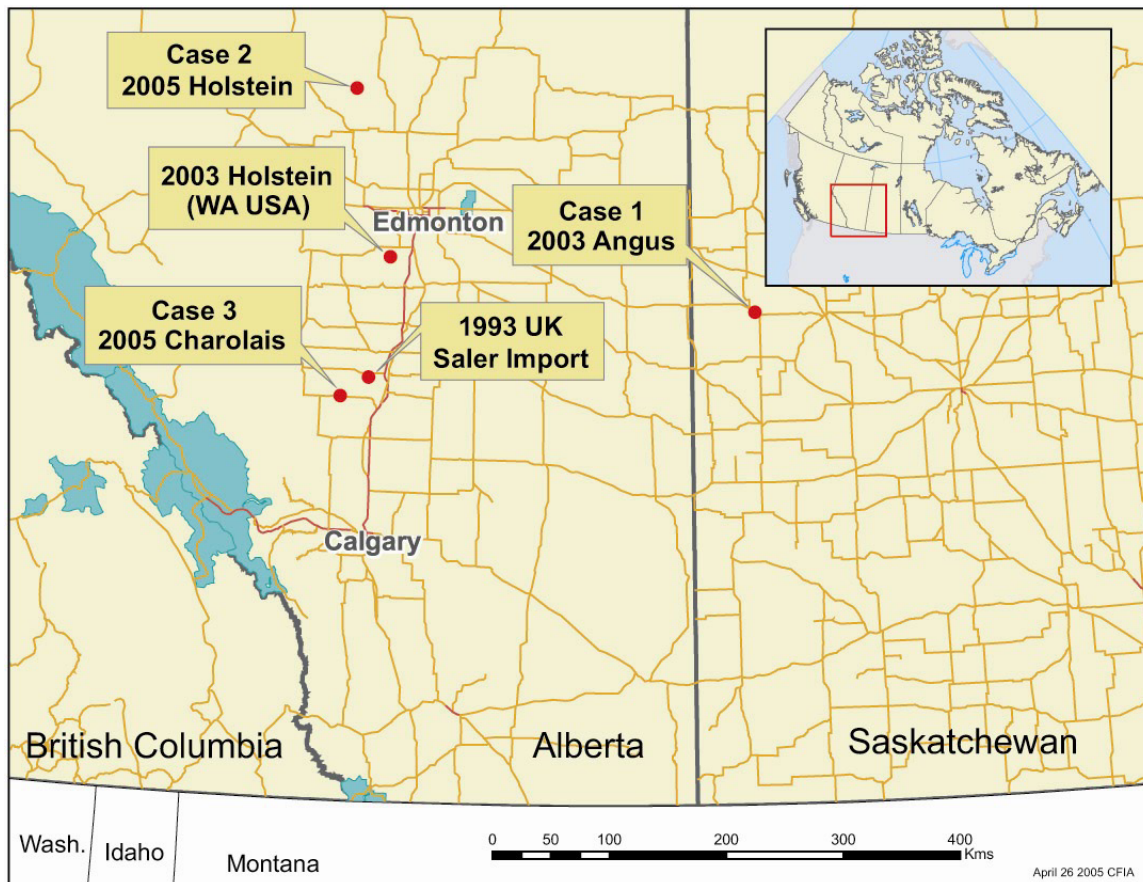 Case 2
2005 Holstein
2003 Holstein
(WA USA)
Edmonton
Case 1
2003 Angus
Case 3
2005 Charolais
1993 UK
Saler Import
Calgary
British Columbia
Alberta
Saskatchewan
Wash.
Idaho
Montana
0 50 100 200 300 400
Kms
April 26 2005 CFIA